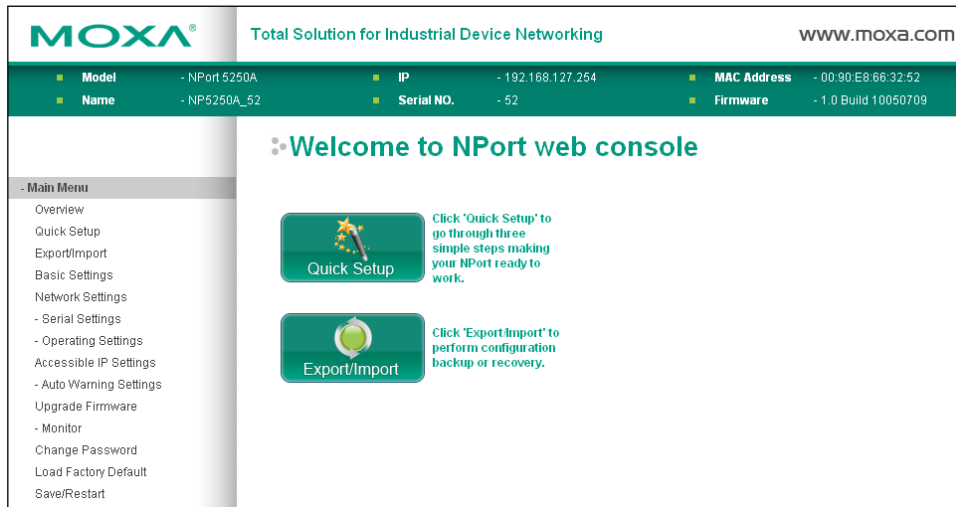 MOXA®
Total Solution for Industrial Device Networking
www.moxa.com
Model - NPort 5250A IP - 192.168.127.254 MAC Address - 00:90:E8:66:32:52
Name - NP5250A_52 Serial NO. - 52 Firmware - 1.0 Build 10050709
Welcome to NPort web console
- Main Menu
Overview
Quick Setup
Export/Import
Basic Settings
Network Settings
- Serial Settings
- Operating Settings
Accessible IP Settings
- Auto Warning Settings
Upgrade Firmware
- Monitor
Change Password
Load Factory Default
Save/Restart
Quick Setup
Click 'Quick Setup' to
go through three
simple steps making
your NPort ready to
work.
Export/Import
Click 'Export/Import' to
perform configuration
backup or recovery.